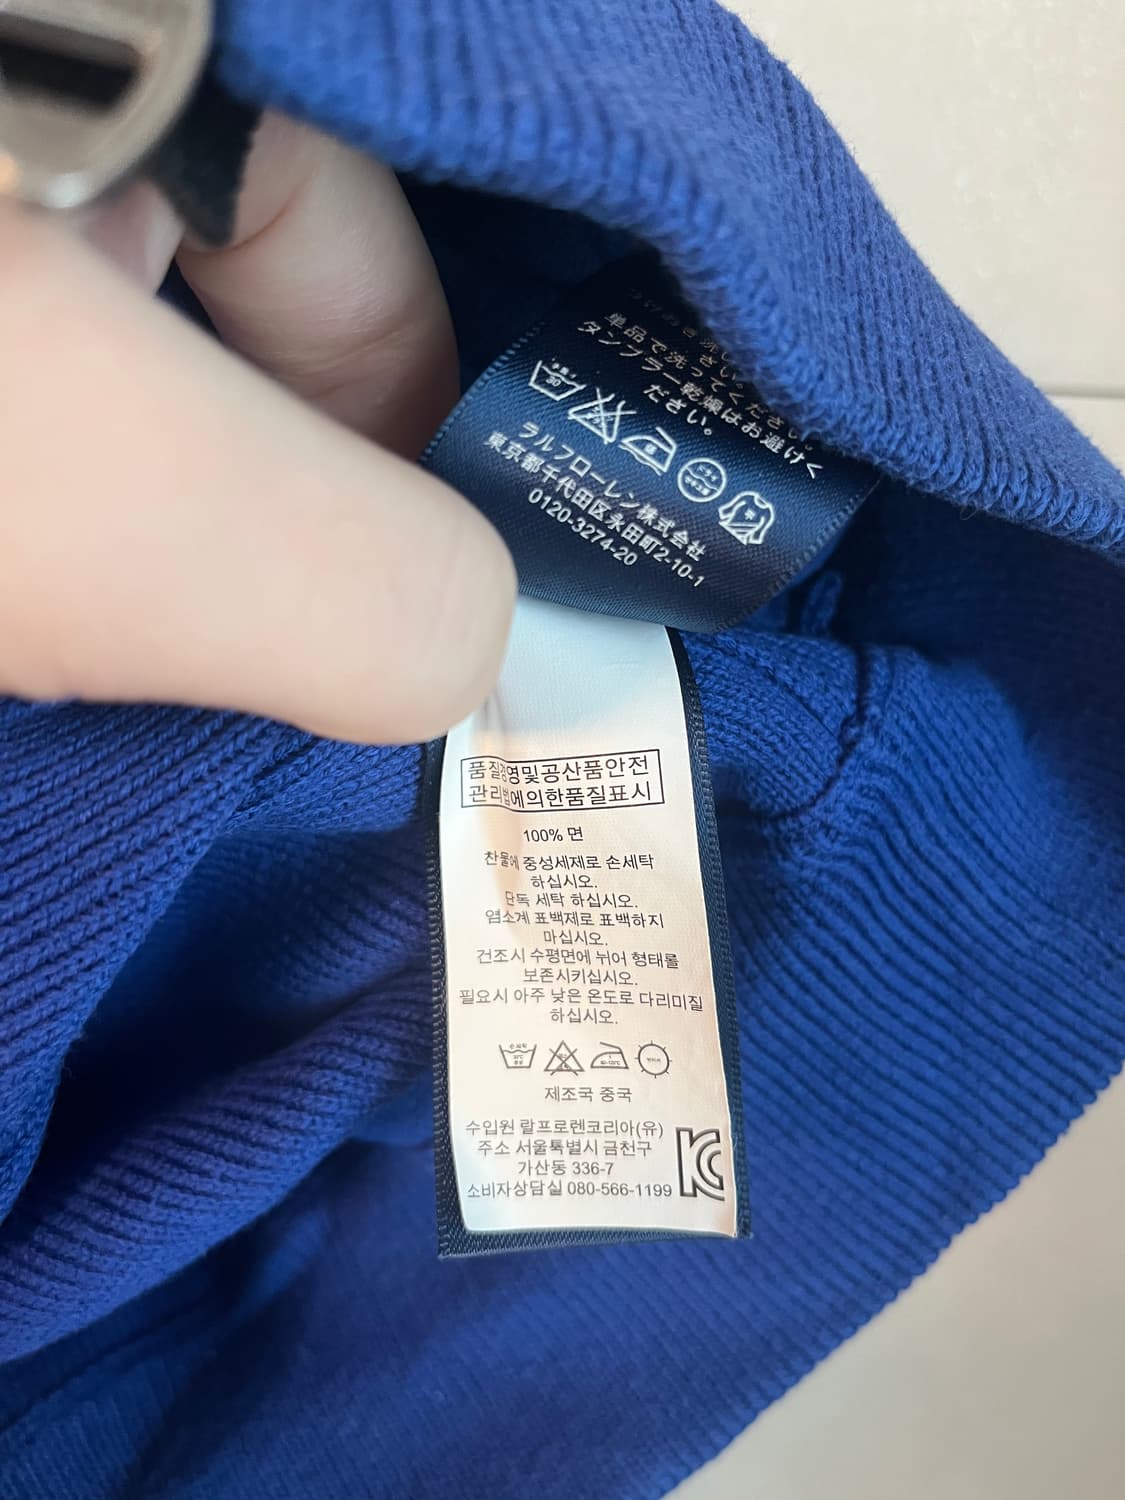 さい。
単品で洗ってください。
タンブラー乾燥はお避けく
ださい。
ラルフローレン株式会社
東京都千代田区永田町2-10-1
0120-3274-20
품질경영및공산품안전
관리법에의한품질표시
100% 면
찬물에 중성세제로 손세탁
하십시오.
단독 세탁 하십시오.
염소계 표백제로 표백하지
마십시오.
건조시 수평면에 뉘어 형태를
보존시키십시오.
필요시 아주 낮은 온도로 다리미질
하십시오.
제조국 중국
수입원 랄프로렌코리아(유)
주소 서울특별시 금천구
가산동 336-7
소비자상담실 080-566-1199
KC